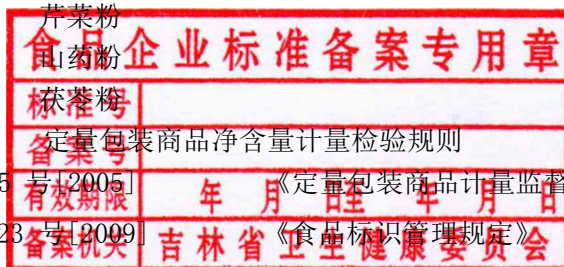 芹菜粉
食品企业标准备案专用章
山药粉
标准号
茯苓粉
备案号
定量包装商品净含量计量检验规则
5 号[2005] 《定量包装商品计量监督
有效期限 年 月 日至 年 月 日
23 号[2009] 《食品标识管理规定》
备案机关 吉林省卫生健康委员会